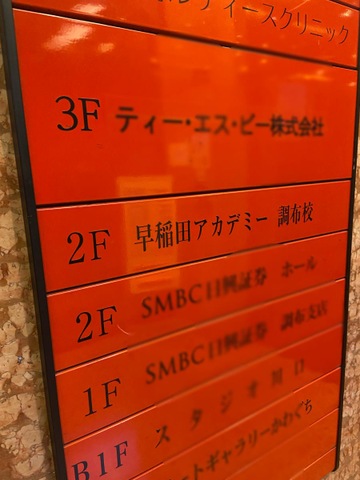 レディースクリニック
3F ティー・エス・ピー株式会社
2F 早稲田アカデミー 調布校
2F SMBC日興証券 ホール
1F SMBC日興証券 調布支店
B1F スタジオ川口
ートギャラリーかわぐち